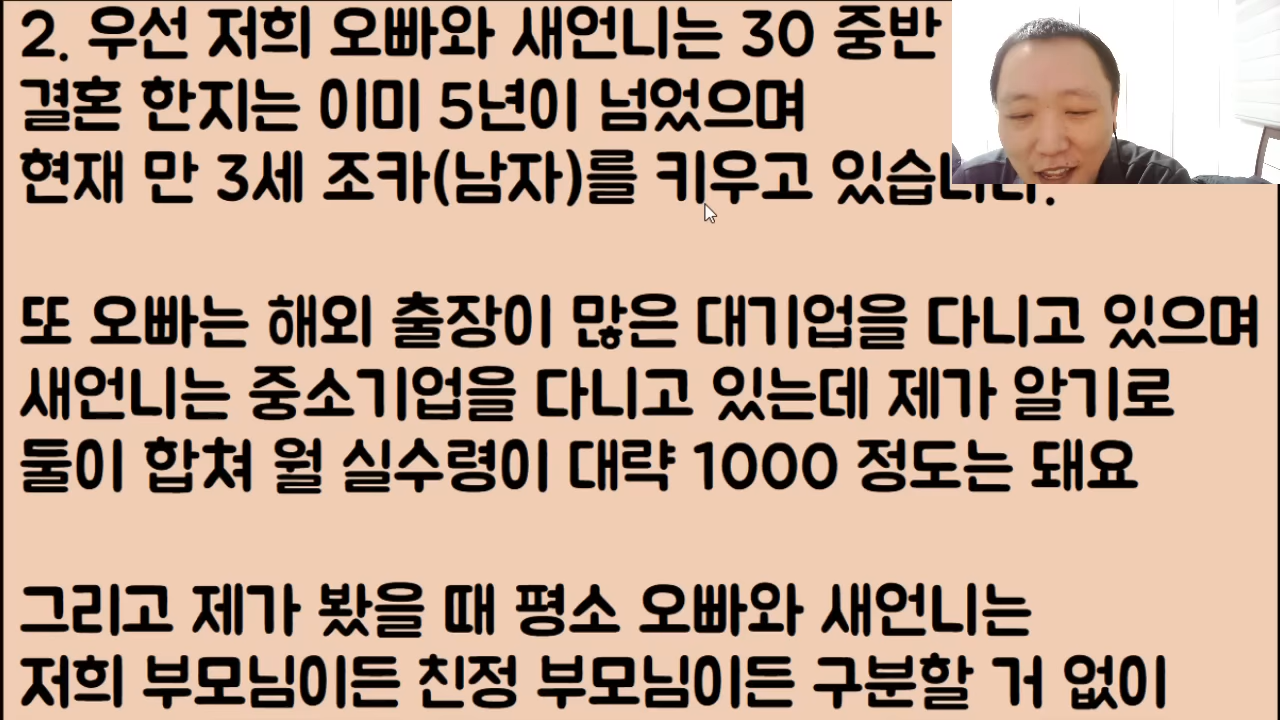 2. 우선 저희 오빠와 새언니는 30 중반
결혼 한지는 이미 5년이 넘었으며
현재 만 3세 조카(남자)를 키우고 있습니다.
또 오빠는 해외 출장이 많은 대기업을 다니고 있으며
새언니는 중소기업을 다니고 있는데 제가 알기로
둘이 합쳐 월 실수령이 대략 1000 정도는 돼요
그리고 제가 봤을 때 평소 오빠와 새언니는
저희 부모님이든 친정 부모님이든 구분할 거 없이